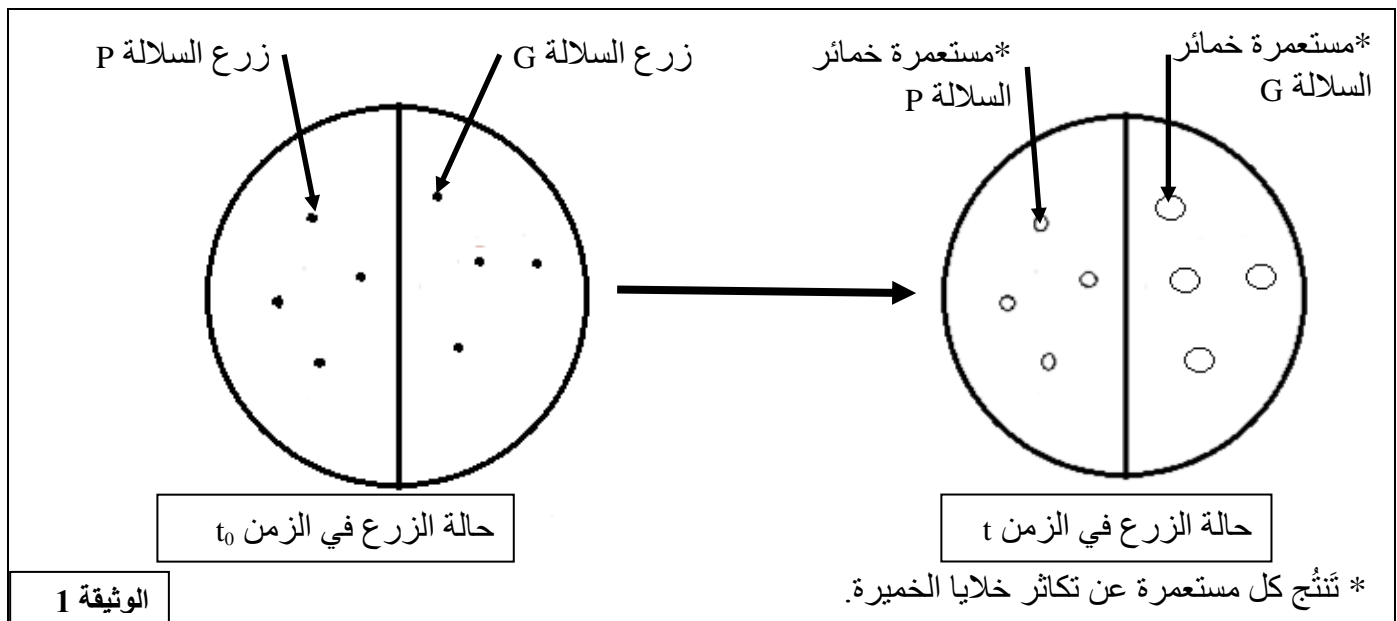 زرع السلالة P
زرع السلالة G
*مستعمرة خمائر
السلالة P
*مستعمرة خمائر
السلالة G
حالة الزرع في الزمن t₀
حالة الزرع في الزمن t
* تَنتُج كل مستعمرة عن تكاثر خلايا الخميرة.
الوثيقة 1